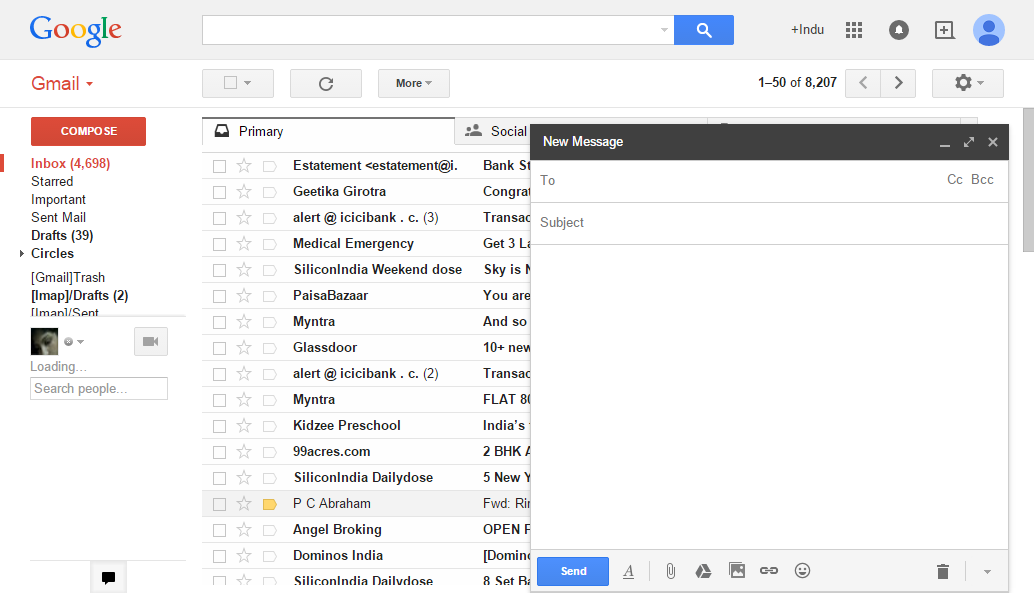 Google
+Indu
Gmail
More
1–50 of 8,207
COMPOSE
Inbox (4,698)
Starred
Important
Sent Mail
Drafts (39)
Circles
[Gmail]Trash
[Imap]/Drafts (2)
[Imap]/Sent
Loading...
Search people...
Primary
Social
Estatement <estatement@i. Bank St
Geetika Girotra Congrat
alert @ icicibank . c. (3) Transac
Medical Emergency Get 3 La
SiliconIndia Weekend dose Sky is N
PaisaBazaar You are
Myntra And so
Glassdoor 10+ new
alert @ icicibank . c. (2) Transac
Myntra FLAT 80
Kidzee Preschool India's
99acres.com 2 BHK A
SiliconIndia Dailydose 5 New Y
P C Abraham Fwd: Rin
Angel Broking OPEN F
Dominos India [Domino
SiliconIndia Dailydose 8 Set Ba
New Message
To Cc Bcc
Subject
Send